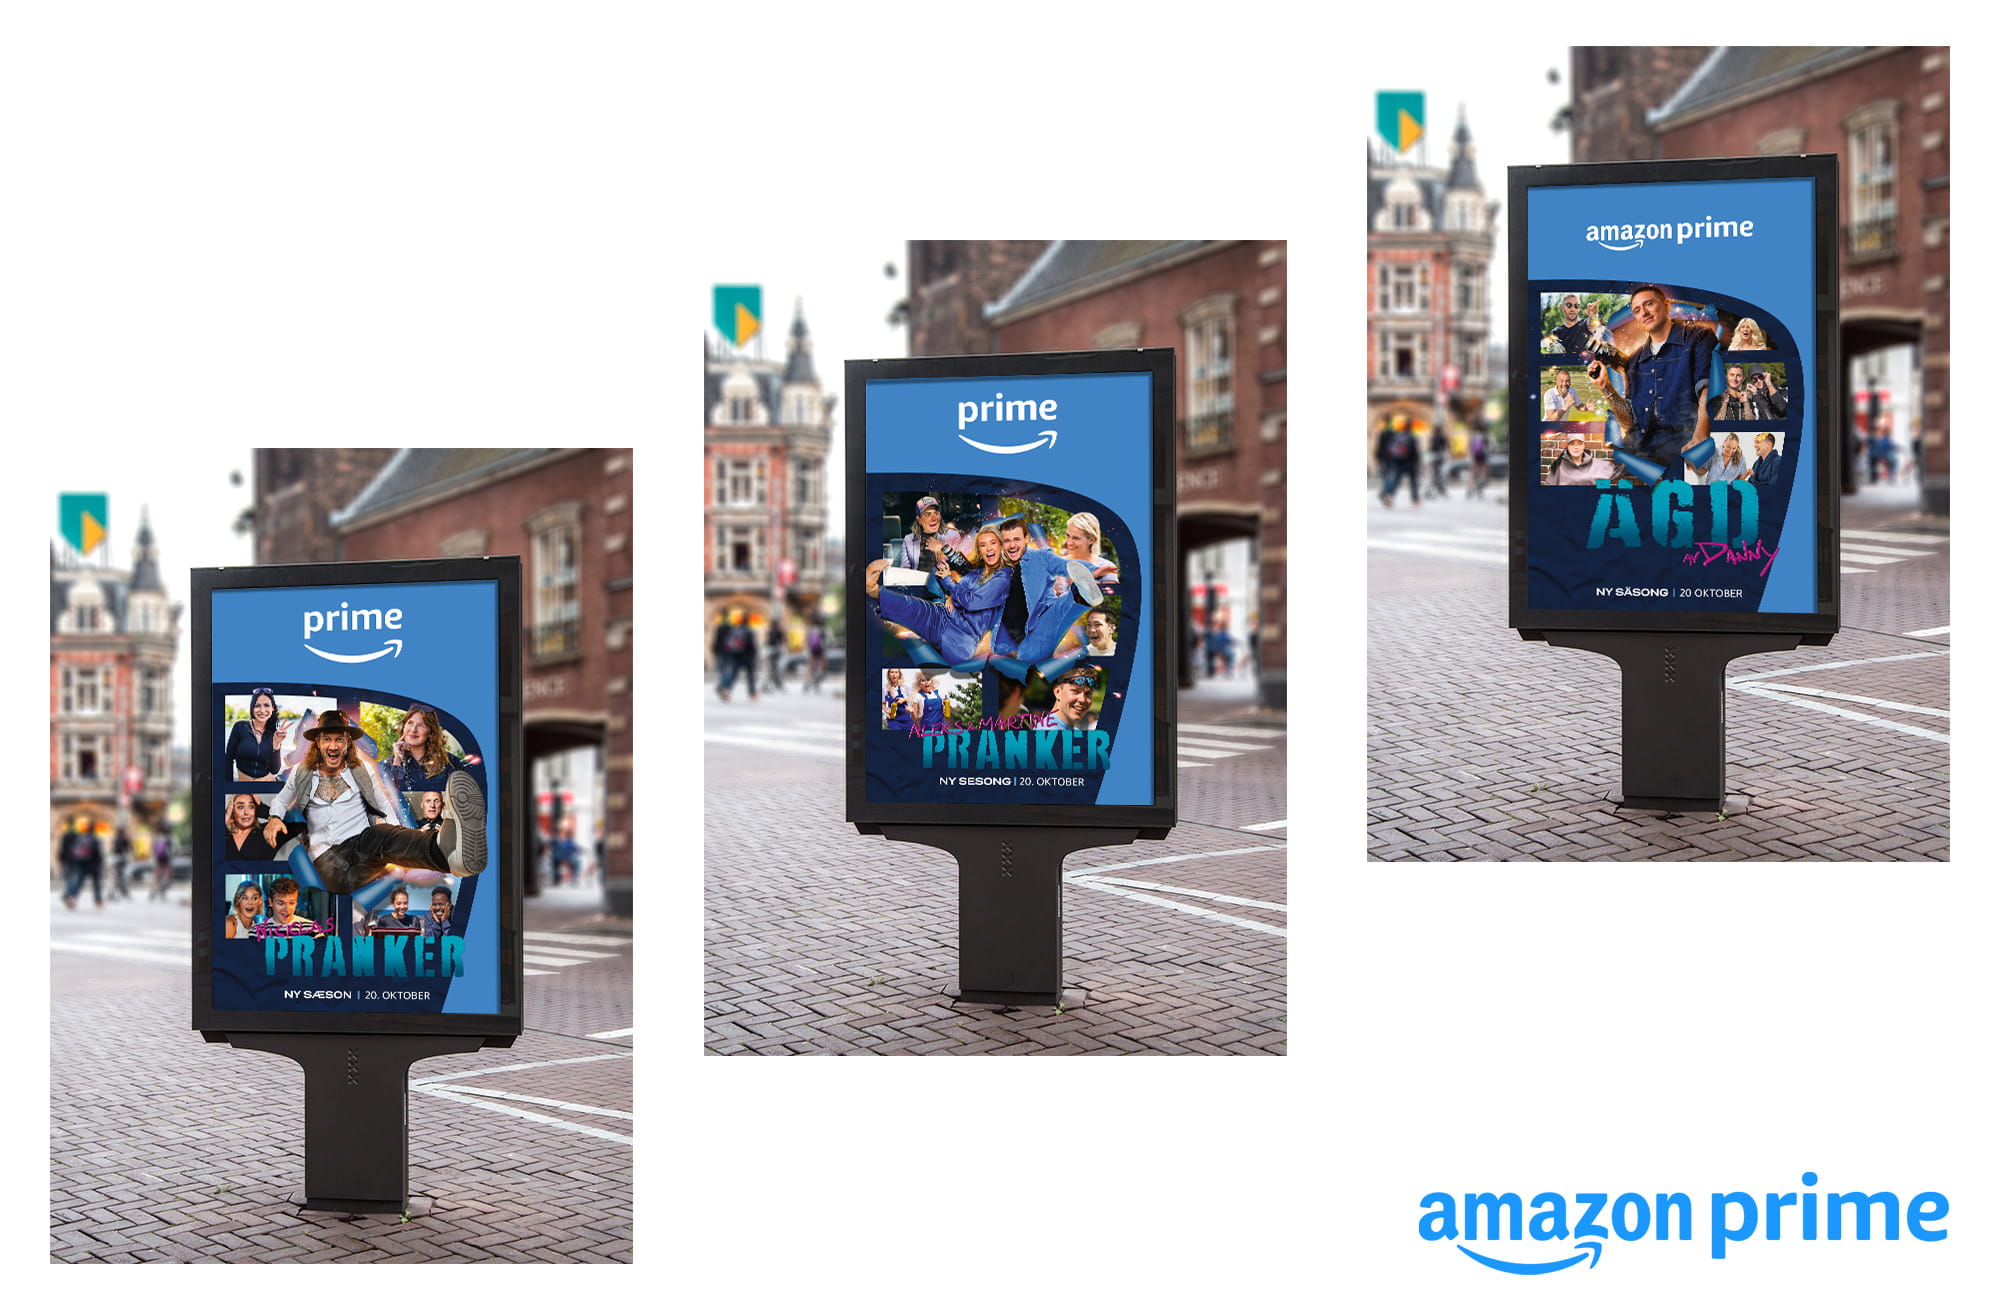 prime
NICKLAS
PRANKER
NY SÆSON | 20. OKTOBER
prime
ALEKS & MARTINE
PRANKER
NY SESONG | 20. OKTOBER
amazon prime
ÄGD
av DANNY
NY SÄSONG | 20 OKTOBER
amazon prime